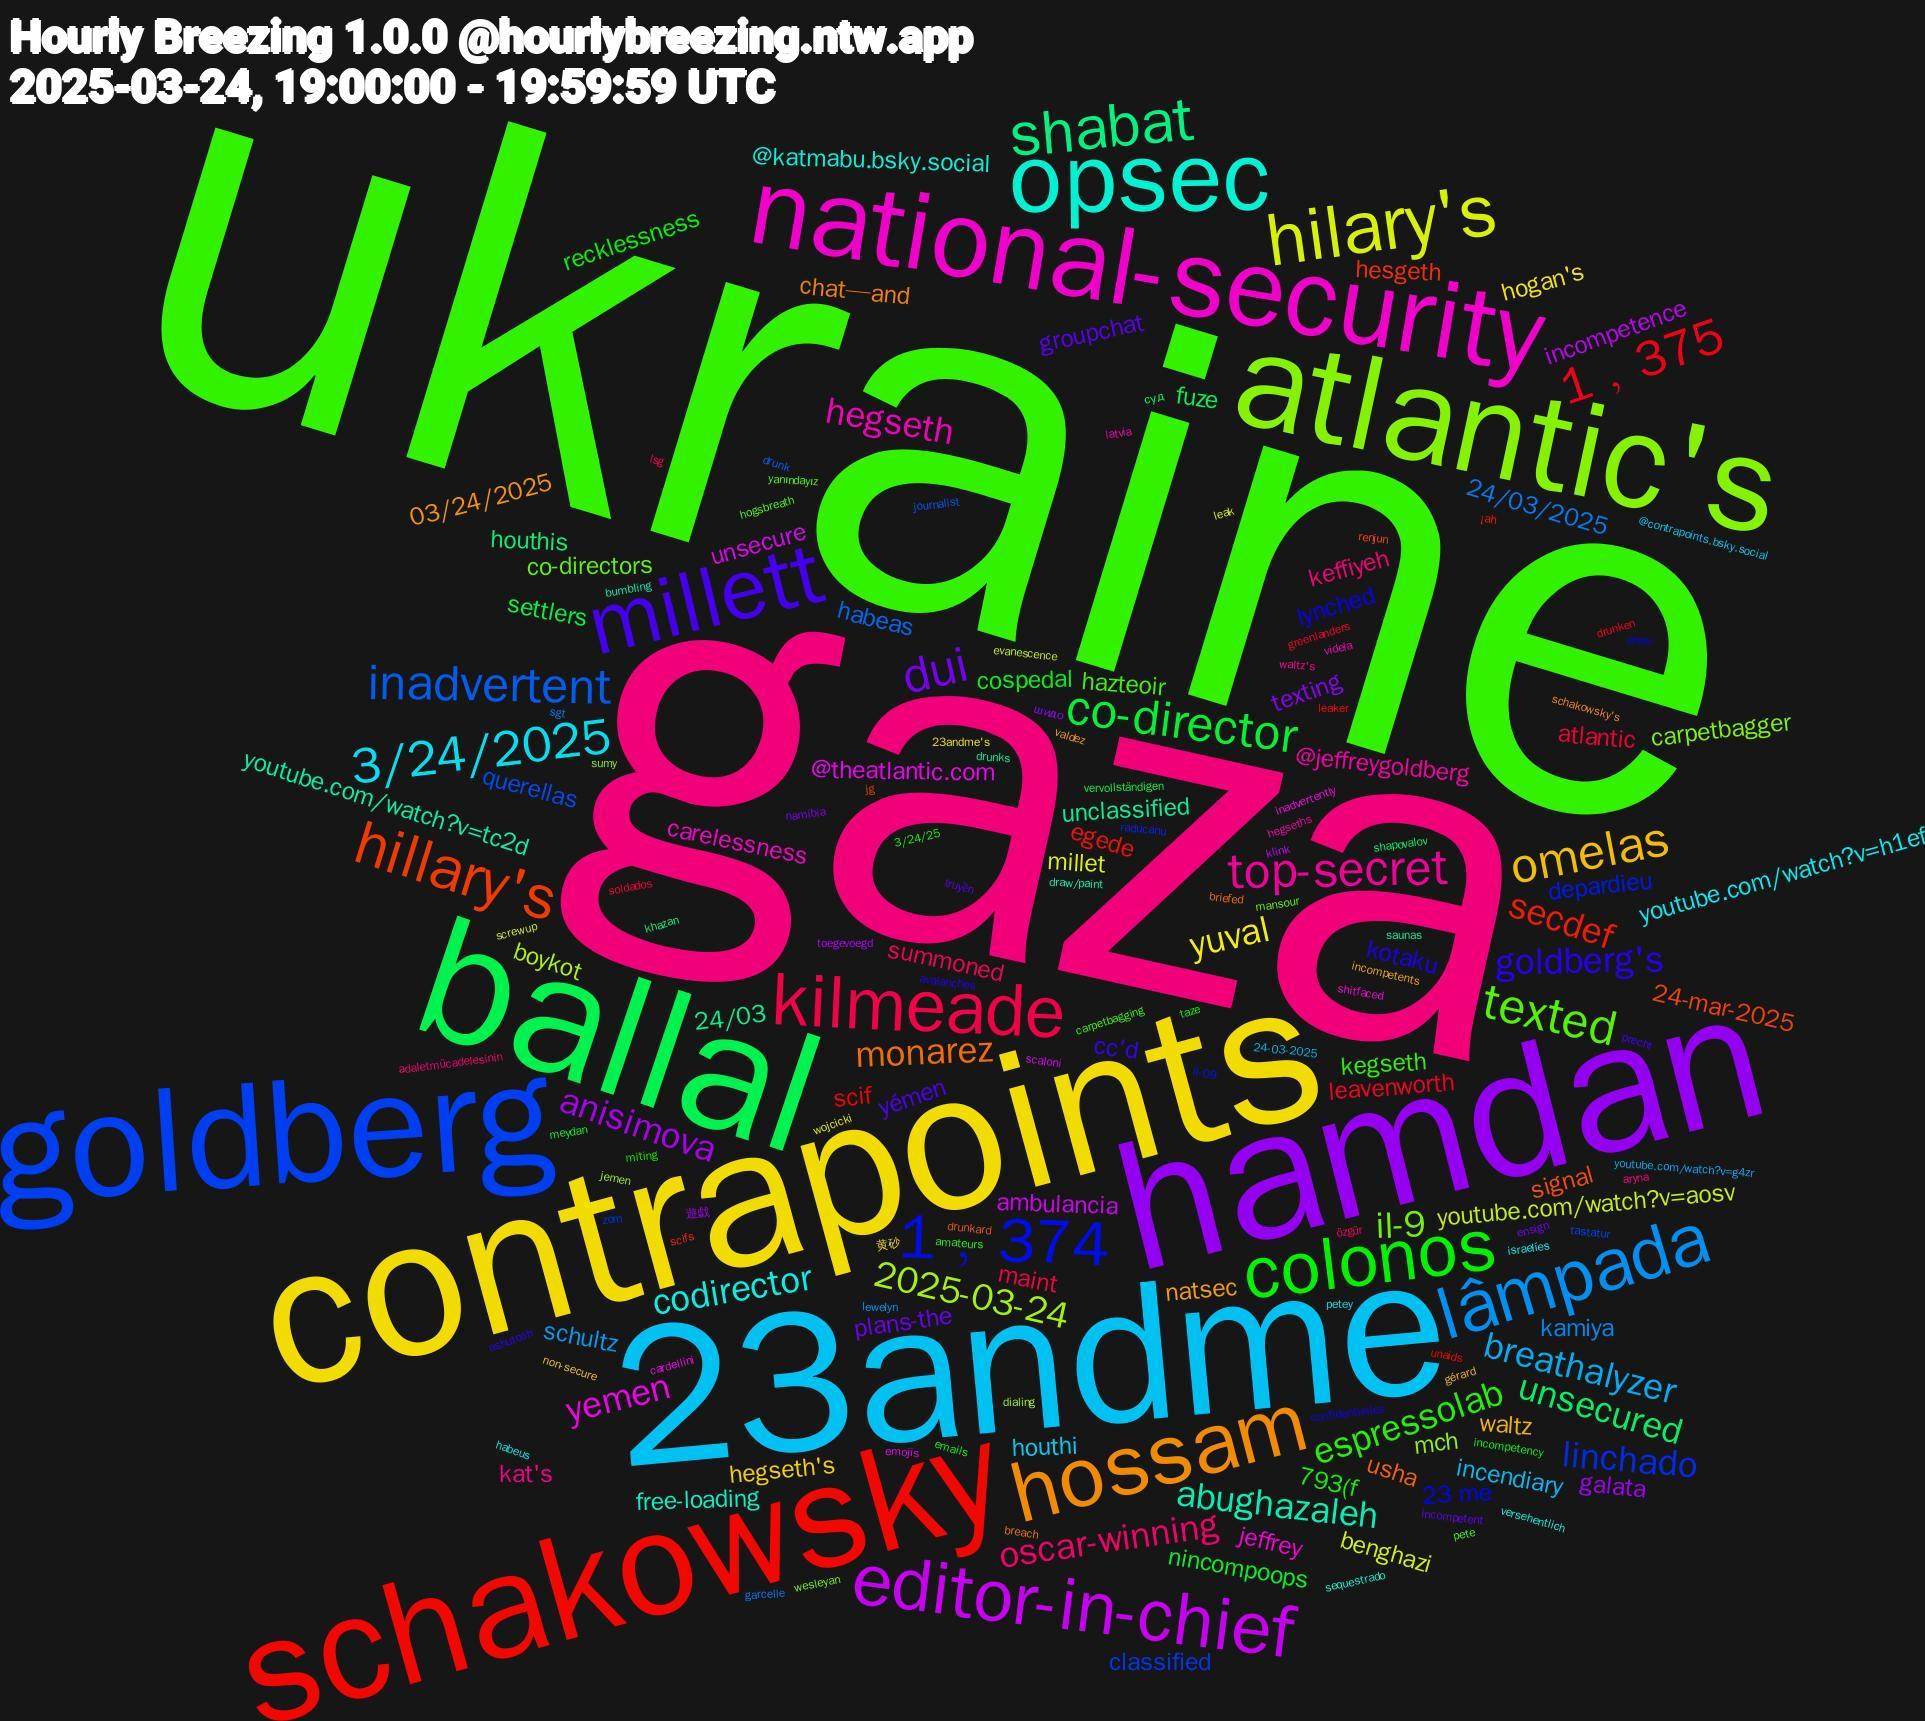 Hourly Breezing 1.0.0 @hourlybreezing.ntw.app
2025-03-24, 19:00:00 - 19:59:59 UTC
ukraine
gaza
shabat
opsec
@katmabu.bsky.social
national-security
hilary's
recklessness
hesgeth
hogan's
chat—and
groupchat
incompetence
1 , 375
atlantic's
hegseth
fuze
суд
latvia
lsg
drunk
yanındayız
hogsbreath
journalist
03/24/2025
24/03/2025
leak
@contrapoints.bsky.social
¡ah
renjun
houthis
unsecure
co-directors
bumbling
keffiyeh
millett
habeas
lynched
settlers
greenlanders
drunken
evanescence
waltz's
videla
dui
inadvertent
cospedal
hazteoir
texting
sgt
шидо
leaker
schakowsky's
co-director
carpetbagger
atlantic
valdez
23andme's
drunks
sumy
3/24/2025
youtube.com/watch?v=tc2d
querellas
@theatlantic.com
@jeffreygoldberg
jg
vervollständigen
inadvertently
namibia
unclassified
hegseths
carelessness
egede
millet
omelas
raducanu
3/24/25
shapovalov
klink
hillary's
draw/paint
depardieu
top-secret
truyền
mansour
briefed
soldados
secdef
youtube.com/watch?v=h1ef
khazan
saunas
screwup
boykot
yuval
summoned
goldberg's
kotaku
toegevoegd
incompetents
avalanches
shitfaced
24-mar-2025
24/03
kilmeade
texted
ballal
carpetbagging
taze
monarez
cc'd
precht
24-03-2025
adaletmücadelesinin
kegseth
scif
leavenworth
yémen
scaloni
goldberg
anisimova
wojcicki
contrapoints
hamdan
meydan
miting
youtube.com/watch?v=g4zr
aryna
jemen
signal
ambulancia
遊戯
ensign
youtube.com/watch?v=aosv
zom
scifs
drunkard
özgür
il-9
tastatur
黄砂
amateurs
1 , 374
israelies
colonos
lâmpada
codirector
2025-03-24
maint
natsec
petey
lewelyn
plans-the
kamiya
schultz
incompetent
breathalyzer
ashutosh
23andme
unaids
non-secure
cardellini
gérard
unsecured
yemen
espressolab
dialing
confidentielles
hossam
waltz
mch
emails
incompetency
habeus
houthi
linchado
emojis
hegseth's
usha
incendiary
793(f
galata
kat's
23 me
schakowsky
free-loading
abughazaleh
versehentlich
oscar-winning
jeffrey
breach
pete
benghazi
nincompoops
sequestrado
wesleyan
garcelle
editor-in-chief
classified